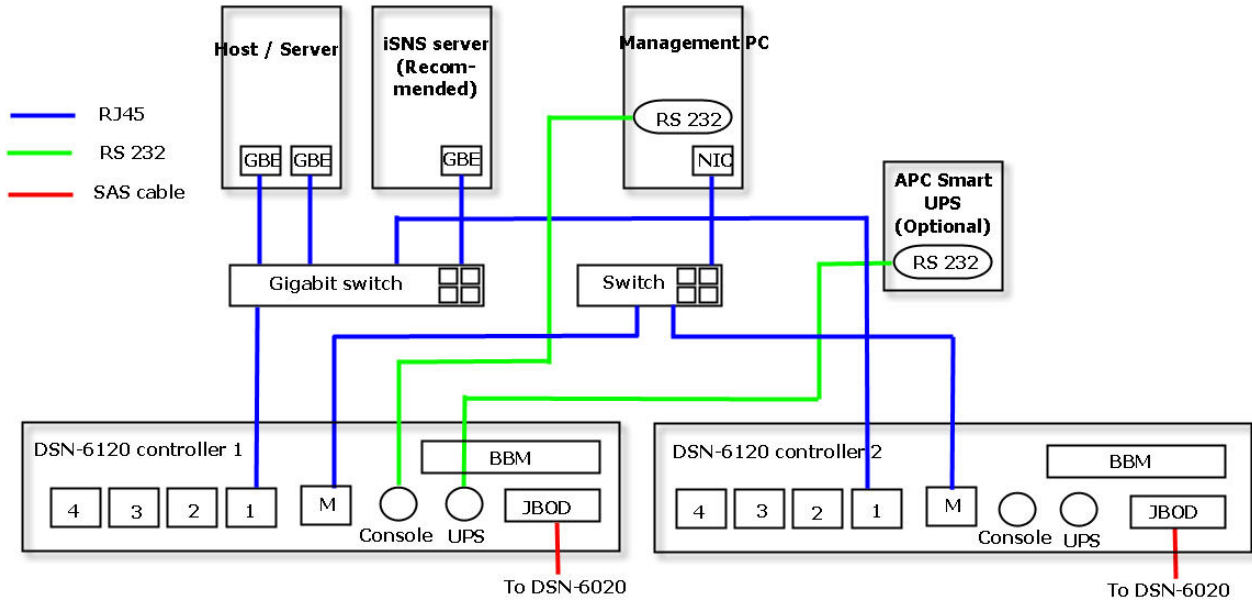 Host / Server
iSNS server
(Recom-
mended)
Management PC
RJ45
RS 232
SAS cable
RS 232
GBE
GBE
GBE
NIC
APC Smart
UPS
(Optional)
RS 232
Gigabit switch
Switch
DSN-6120 controller 1
BBM
4
3
2
1
M
Console
UPS
JBOD
To DSN-6020
DSN-6120 controller 2
BBM
4
3
2
1
M
Console
UPS
JBOD
To DSN-6020